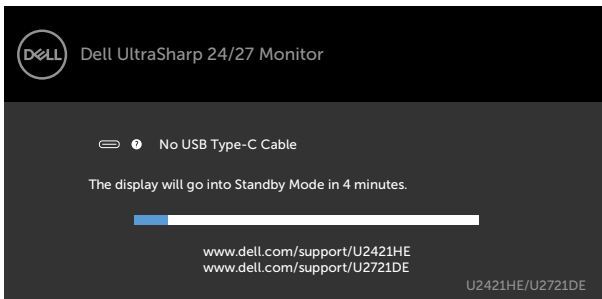 DELL Dell UltraSharp 24/27 Monitor
? No USB Type-C Cable
The display will go into Standby Mode in 4 minutes.
www.dell.com/support/U2421HE
www.dell.com/support/U2721DE
U2421HE/U2721DE